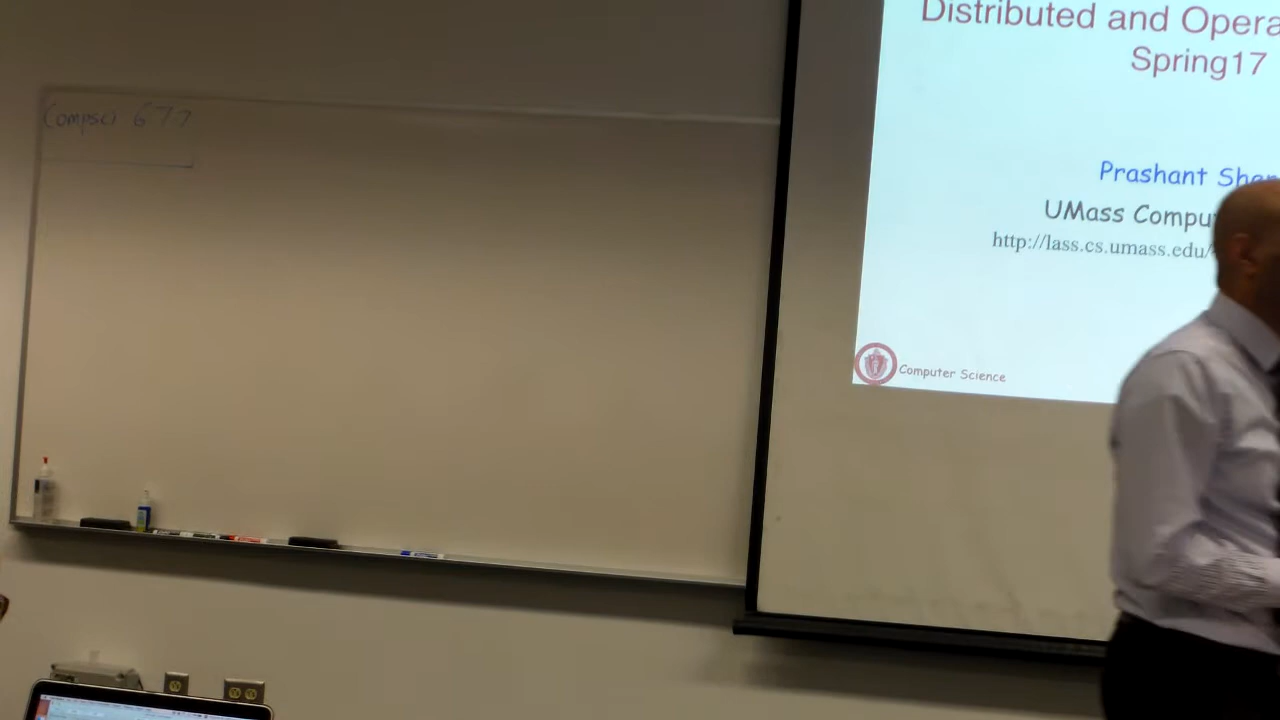 Compsci 677
Distributed and Opera
Spring17
Prashant She
UMass Compu
http://lass.cs.umass.edu/
Computer Science